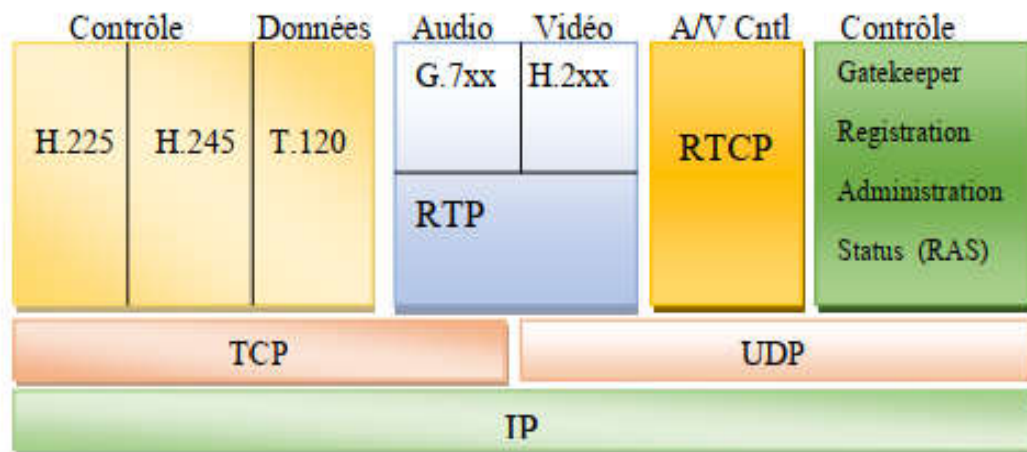 Contrôle Données Audio Vidéo A/V Cntl Contrôle
H.225 H.245 T.120
G.7xx H.2xx
RTP
RTCP
Gatekeeper
Registration
Administration
Status (RAS)
TCP UDP
IP